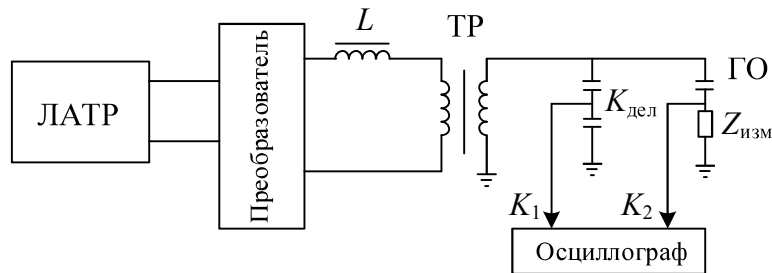 L
ТР
ГО
ЛАТР
Преобразователь
Kдел
Zизм
K1
K2
Осциллограф